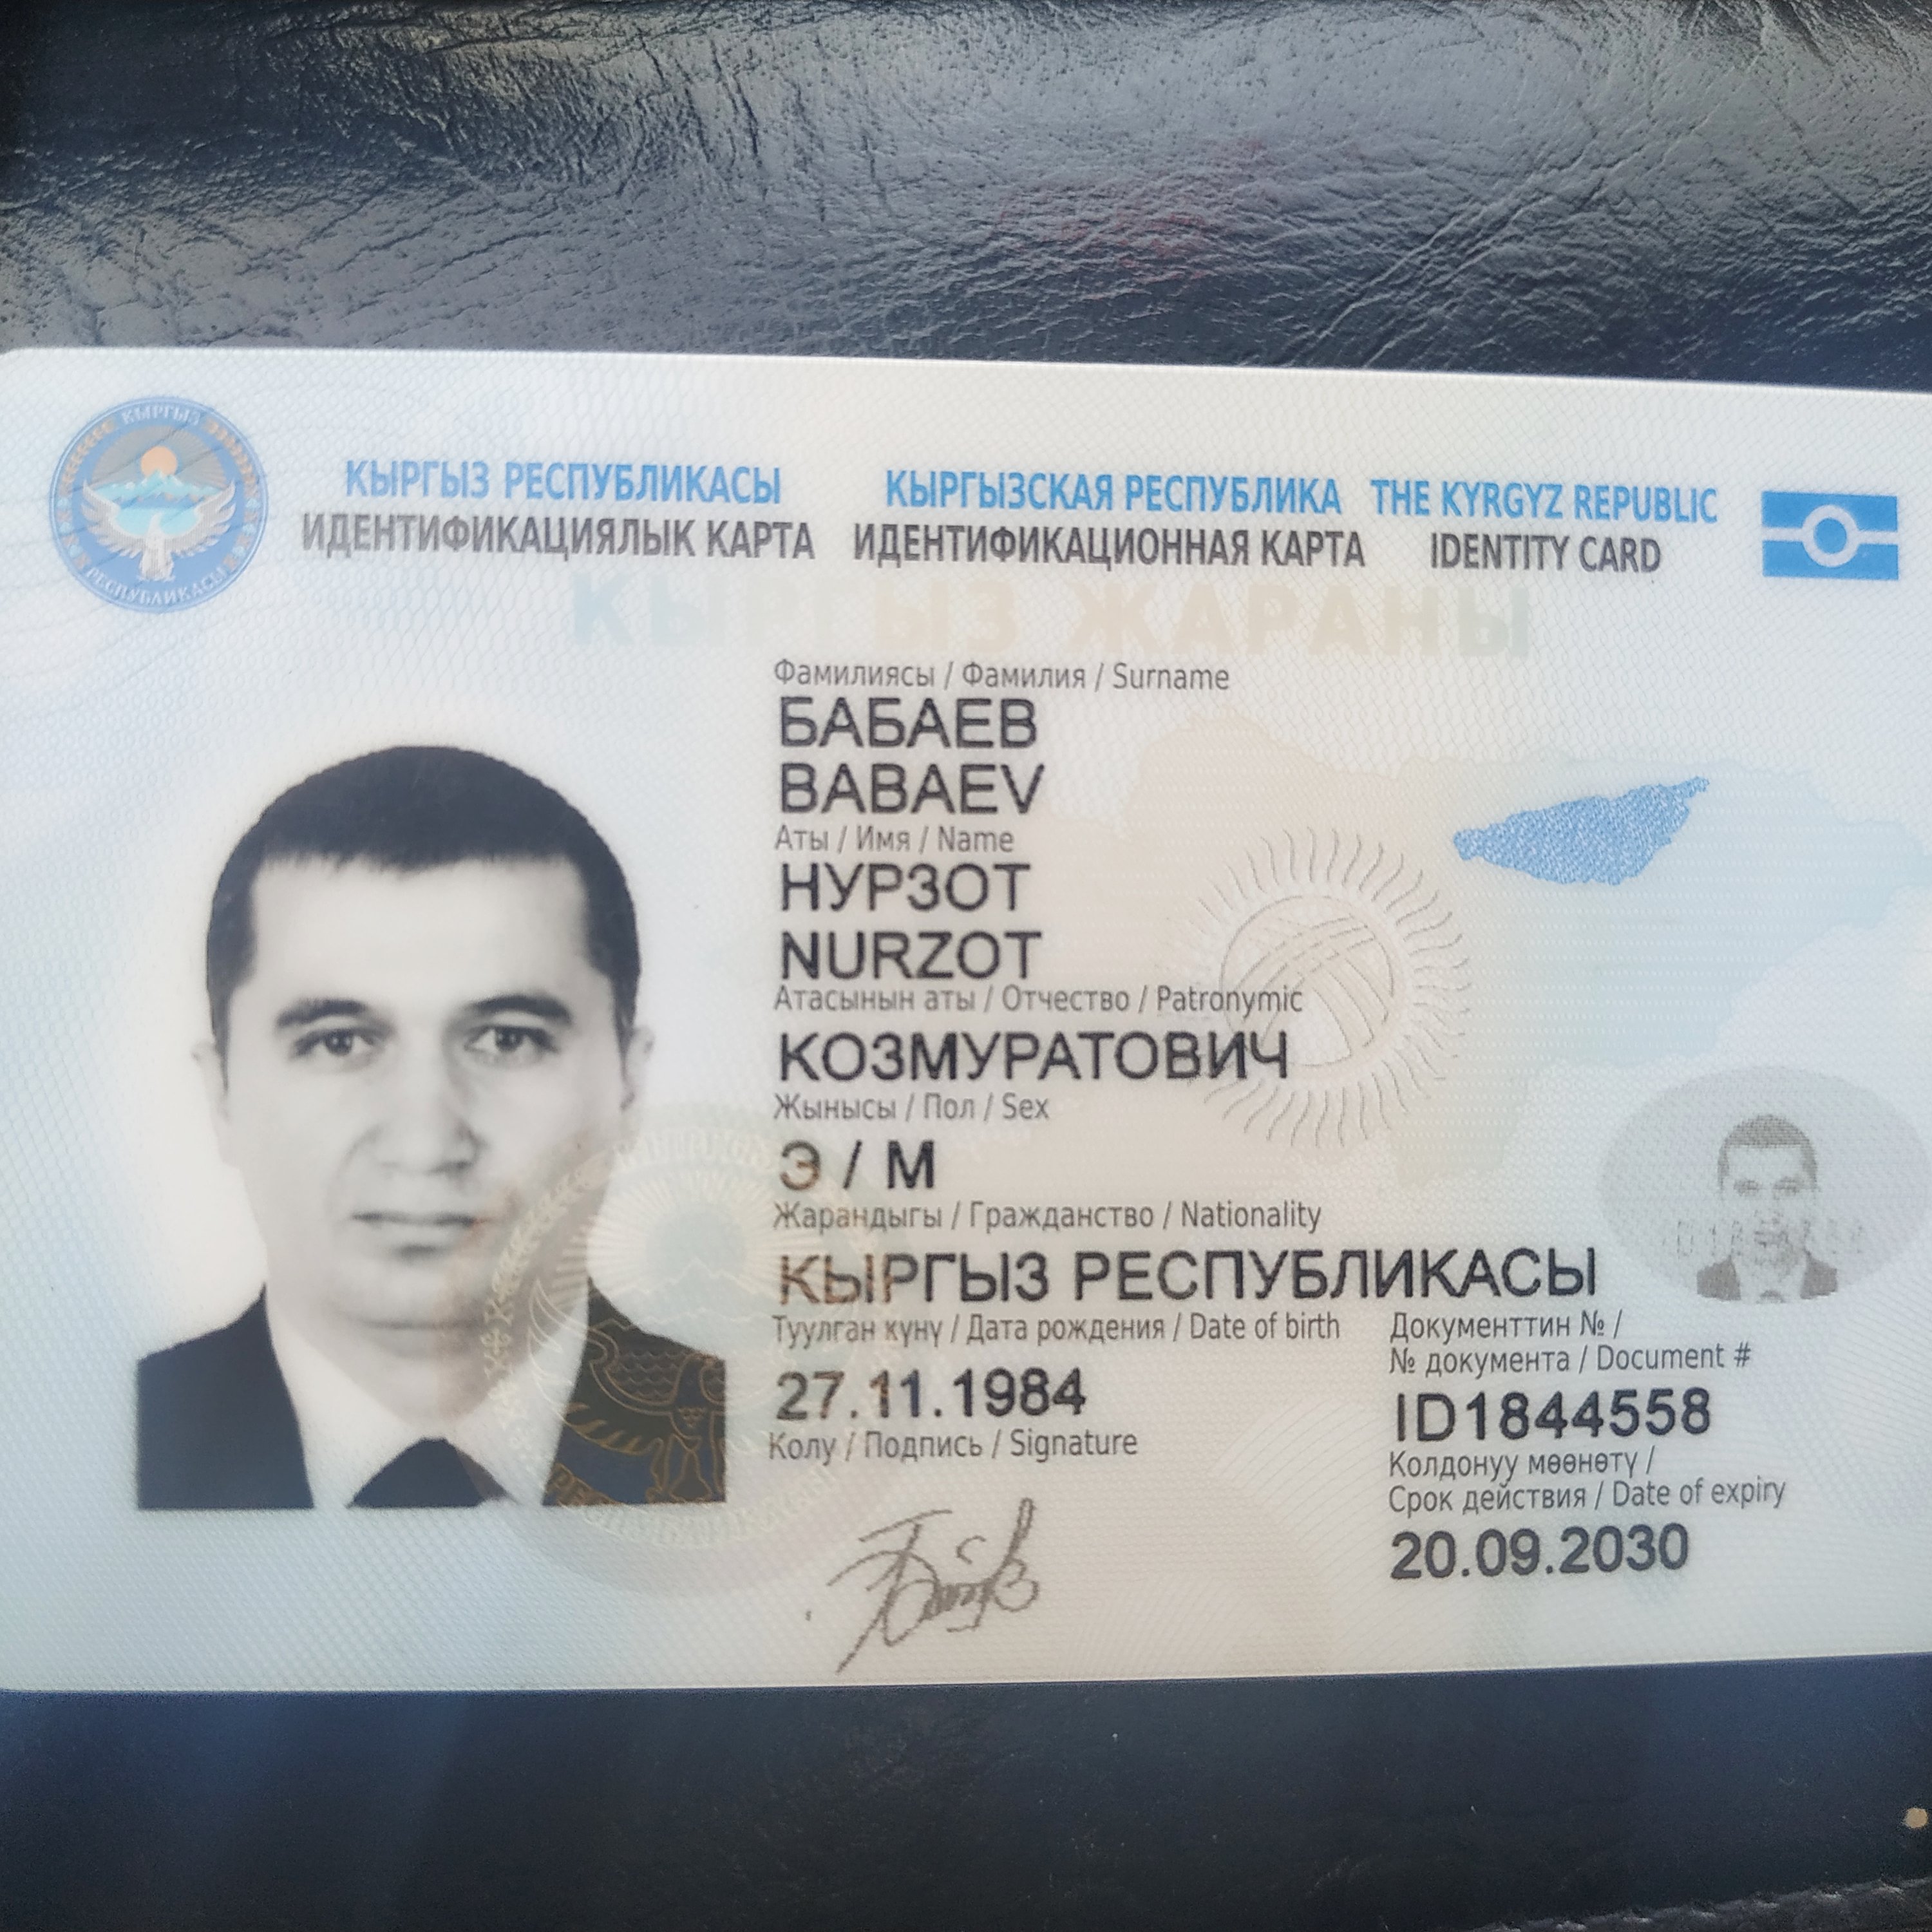 КЫРГЫЗ РЕСПУБЛИКАСЫ КЫРГЫЗСКАЯ РЕСПУБЛИКА THE KYRGYZ REPUBLIC
ИДЕНТИФИКАЦИЯЛЫК КАРТА ИДЕНТИФИКАЦИОННАЯ КАРТА IDENTITY CARD
КЫРГЫЗ РЕСПУБЛИКАСЫ
КЫРГЫЗ ЖАРАНЫ
Фамилиясы / Фамилия / Surname
БАБАЕВ
BABAEV
Аты / Имя / Name
НУРЗОТ
NURZOT
Атасынын аты / Отчество / Patronymic
КОЗМУРАТОВИЧ
Жынысы / Пол / Sex
Э / М
Жарандыгы / Гражданство / Nationality
КЫРГЫЗ РЕСПУБЛИКАСЫ
Туулган күнү / Дата рождения / Date of birth
27.11.1984
Документтин № /
№ документа / Document #
ID1844558
Колу / Подпись / Signature
Колдонуу мөөнөтү /
Срок действия / Date of expiry
20.09.2030